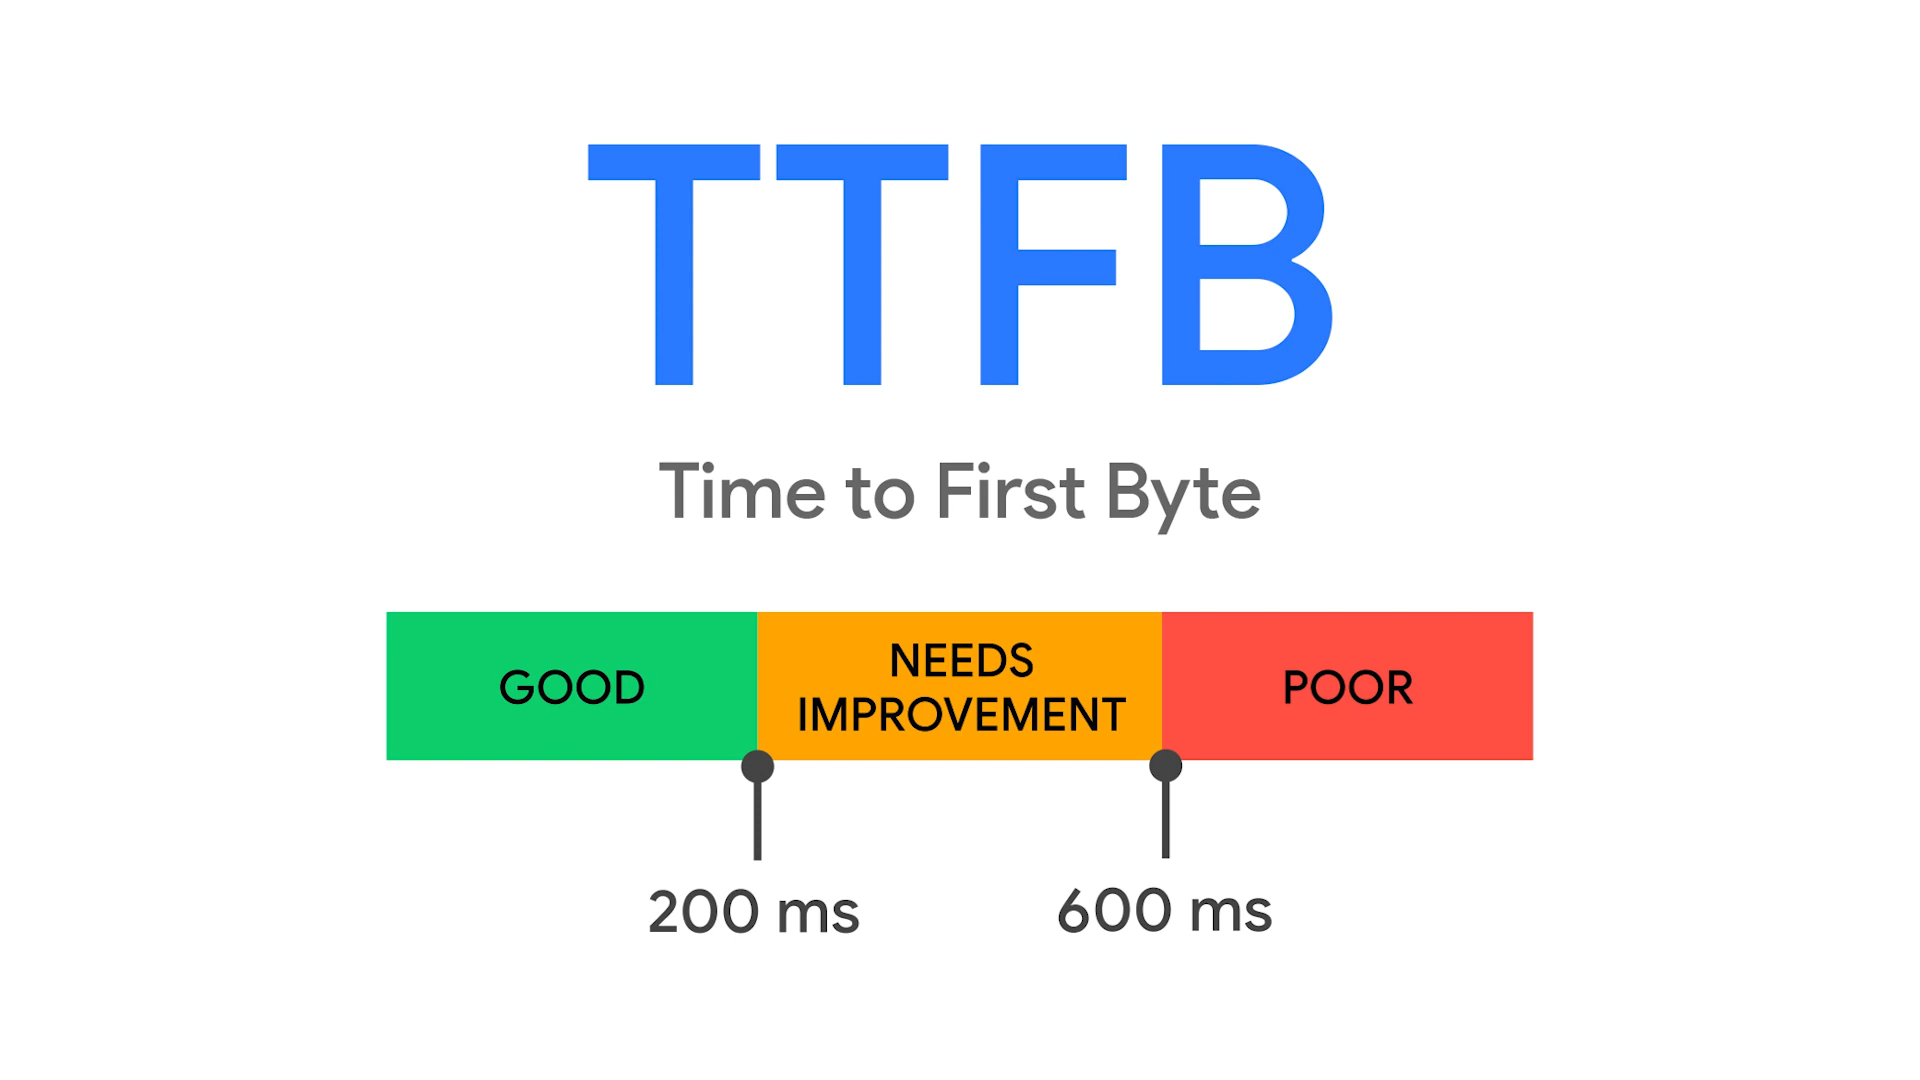 TTFB
Time to First Byte
GOOD
NEEDS
IMPROVEMENT
POOR
200 ms
600 ms